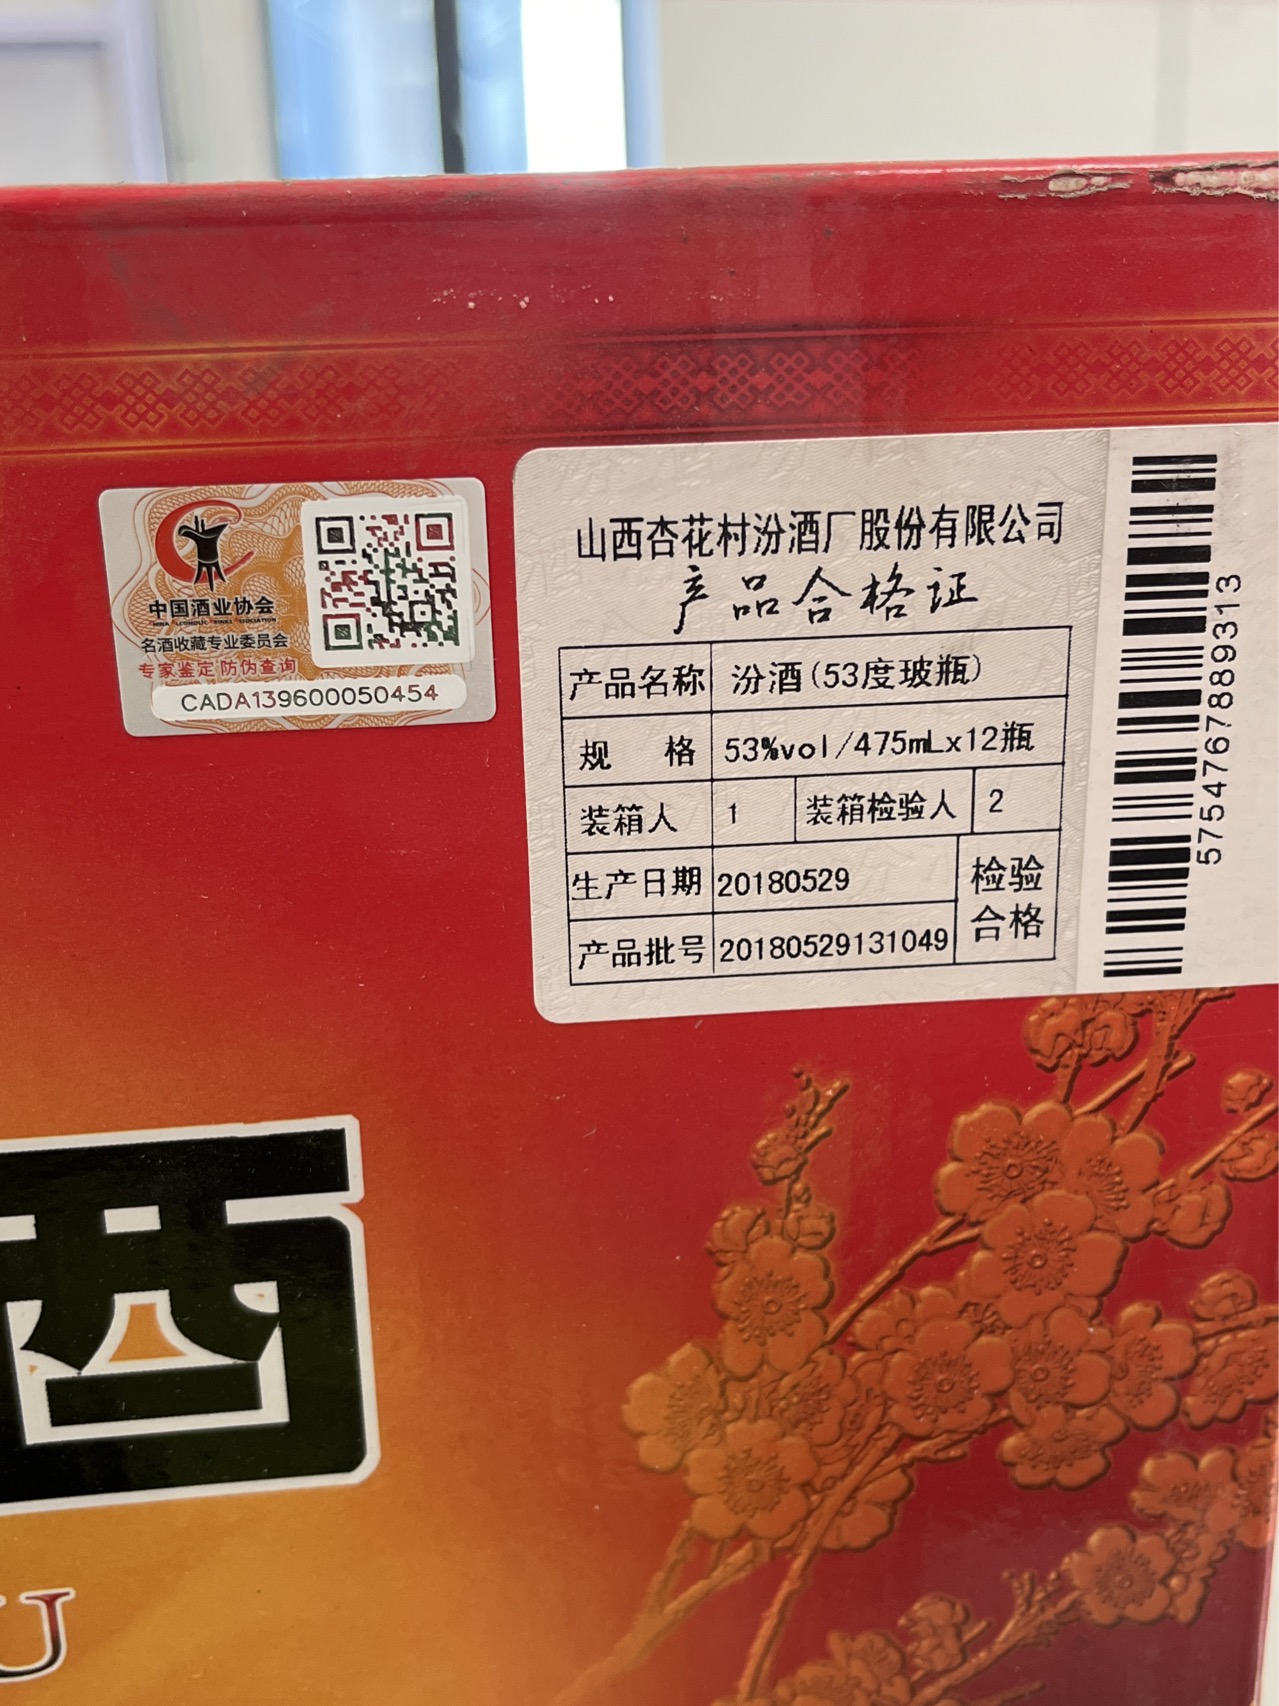 中国酒业协会
名酒收藏专业委员会
专家鉴定 防伪查询
CADA139600050454
山西杏花村汾酒厂股份有限公司
产品合格证
产品名称 汾酒(53度玻瓶)
规 格 53%vol/475mLx12瓶
装箱人 1 装箱检验人 2
生产日期 20180529
产品批号 20180529131049
检验
合格
57547678893​13
酒
U